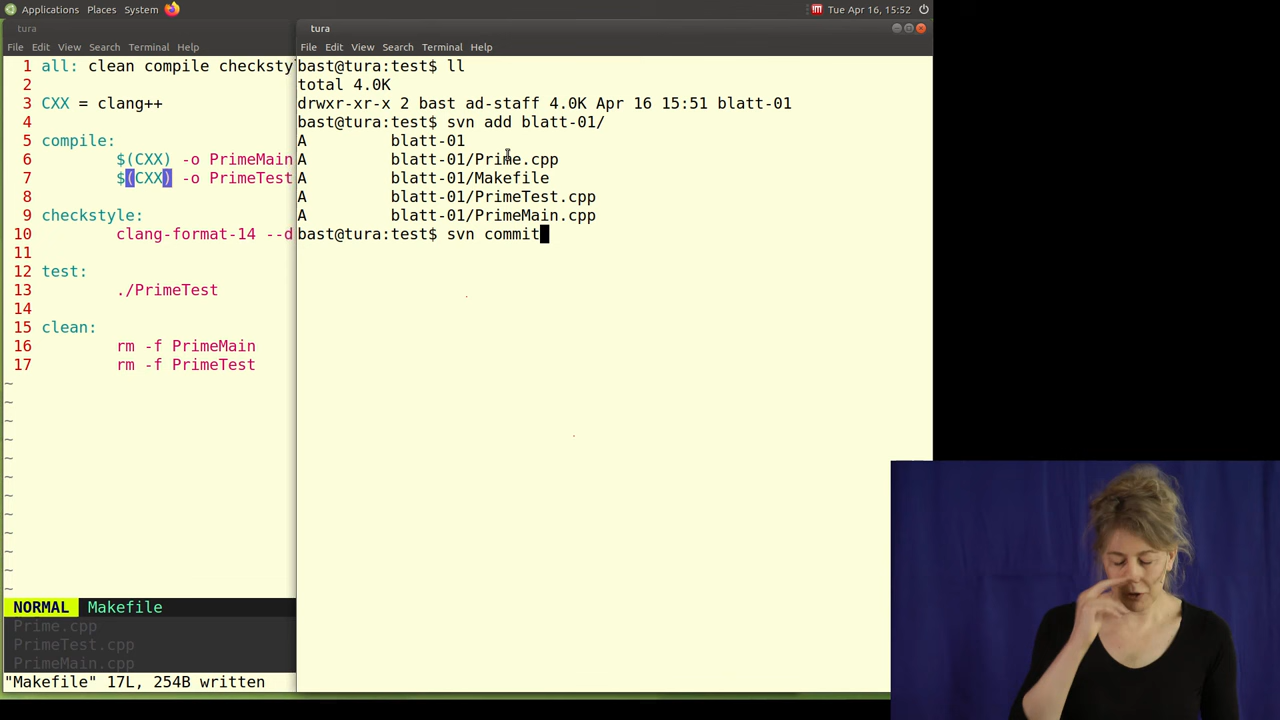 Applications Places System
Tue Apr 16, 15:52
tura
File Edit View Search Terminal Help
1 all: clean compile checksty
2
3 CXX = clang++
4
5 compile:
6 $(CXX) -o PrimeMain
7 $(CXX) -o PrimeTest
8
9 checkstyle:
10 clang-format-14 --d
11
12 test:
13 ./PrimeTest
14
15 clean:
16 rm -f PrimeMain
17 rm -f PrimeTest
~
~
~
~
~
~
~
~
~
~
~
~
NORMAL Makefile
Prime.cpp
PrimeTest.cpp
PrimeMain.cpp
"Makefile" 17L, 254B written
tura
File Edit View Search Terminal Help
bast@tura:test$ ll
total 4.0K
drwxr-xr-x 2 bast ad-staff 4.0K Apr 16 15:51 blatt-01
bast@tura:test$ svn add blatt-01/
A blatt-01
A blatt-01/Prime.cpp
A blatt-01/Makefile
A blatt-01/PrimeTest.cpp
A blatt-01/PrimeMain.cpp
bast@tura:test$ svn commit